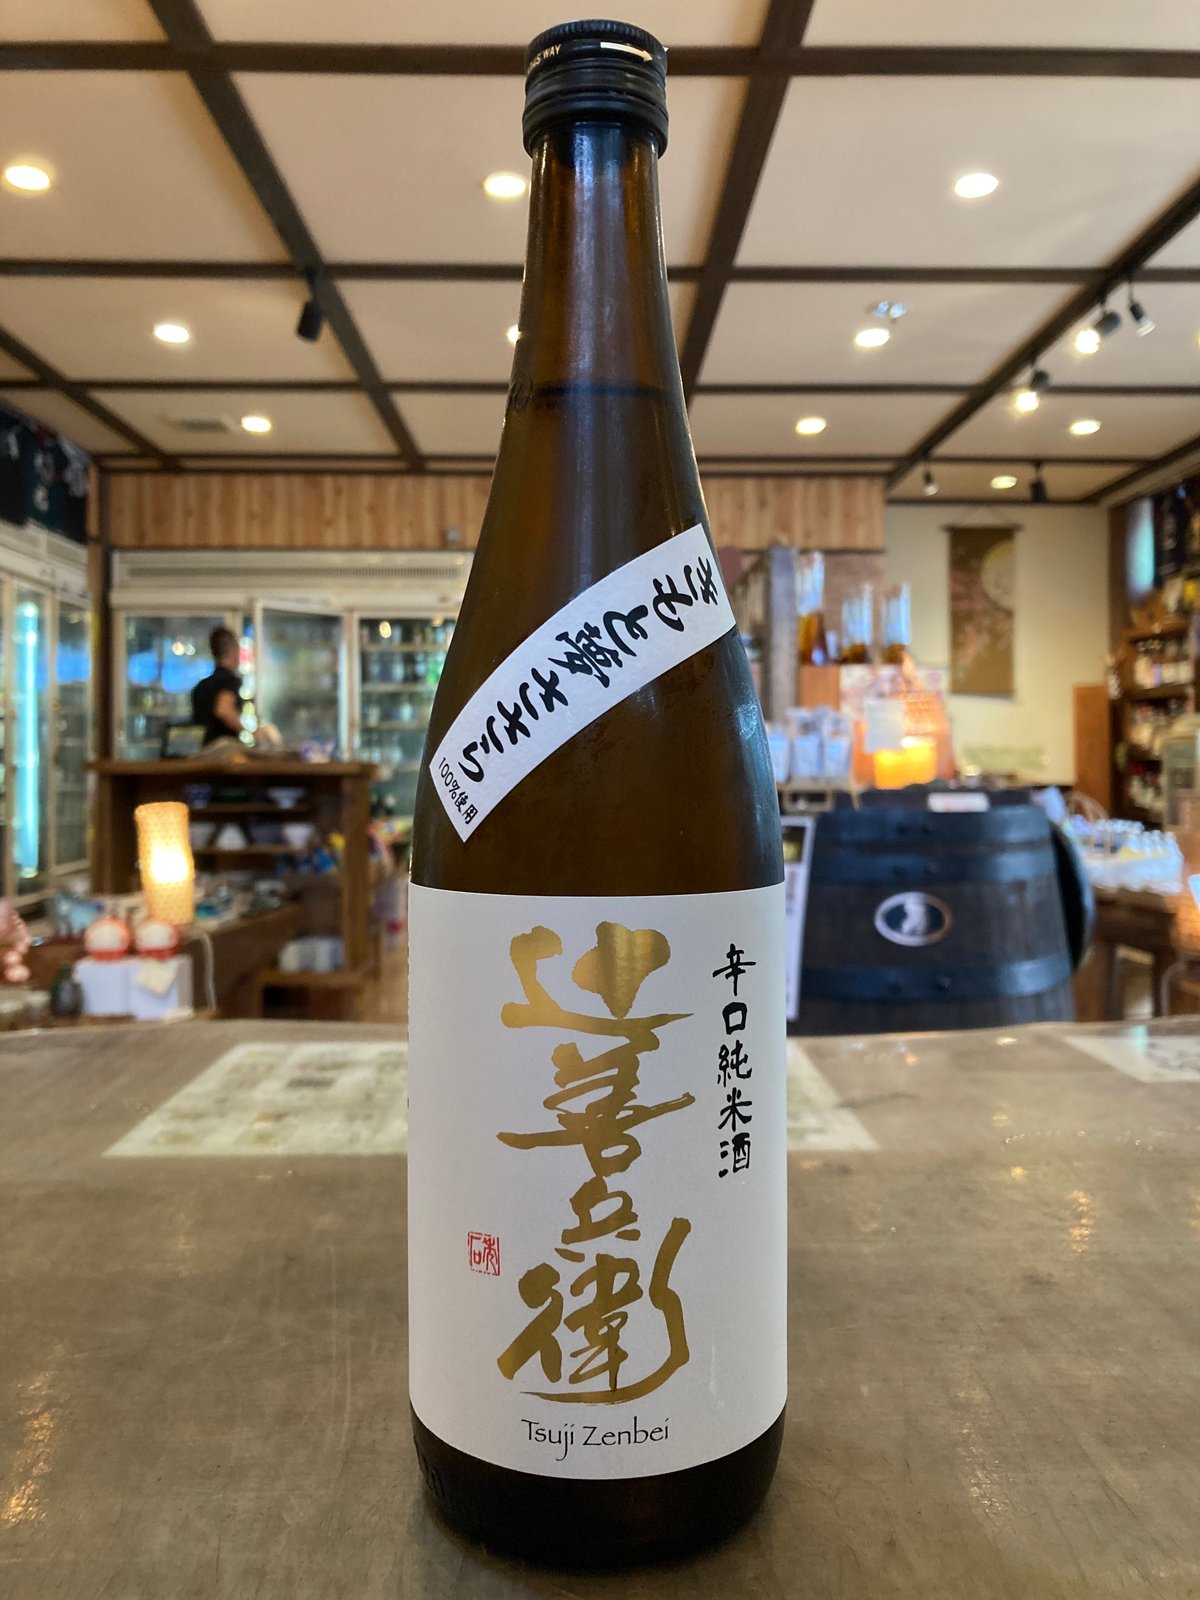 きもと夢ささら
100%使用
辛口純米酒
辻善兵衛
Tsuji Zenbei